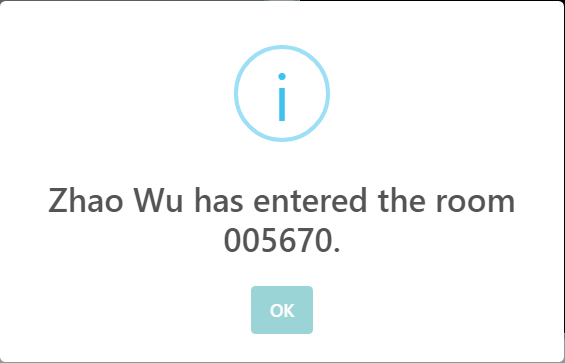 Zhao Wu has entered the room
005670.
OK